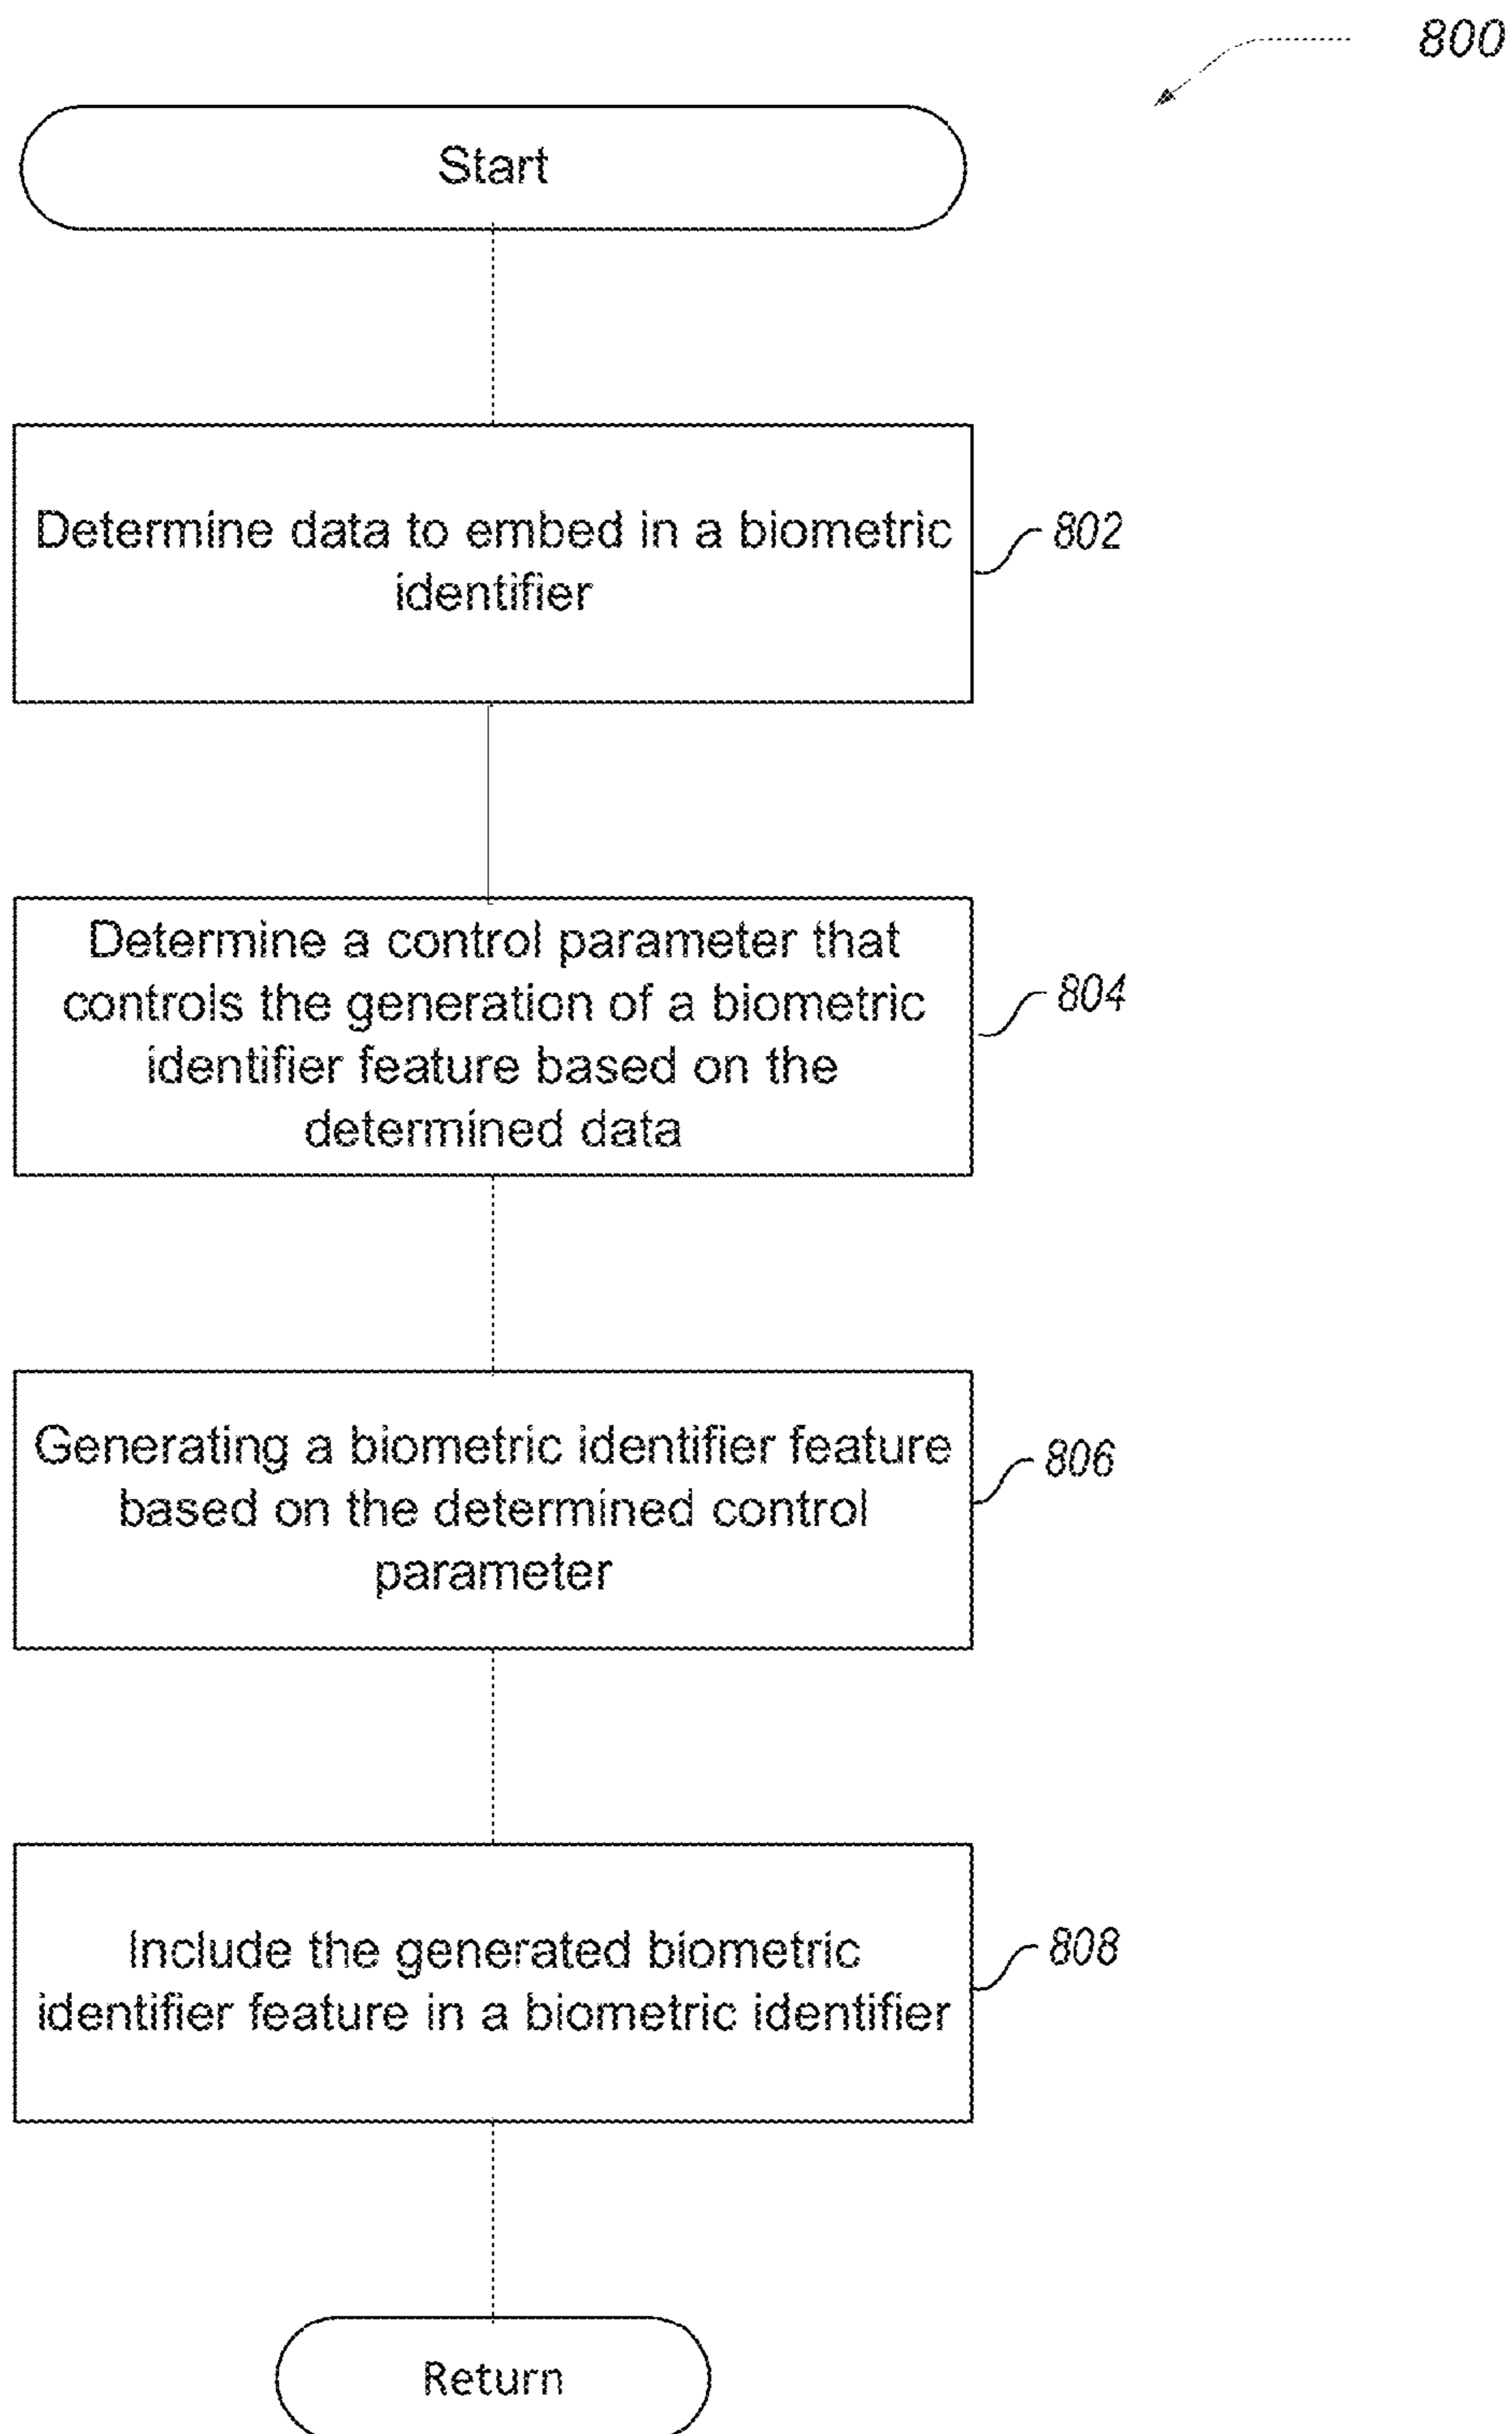 800
Start
Determine data to embed in a biometric
identifier
802
Determine a control parameter that
controls the generation of a biometric
identifier feature based on the
determined data
804
Generating a biometric identifier feature
based on the determined control
parameter
806
Include the generated biometric
identifier feature in a biometric identifier
808
Return